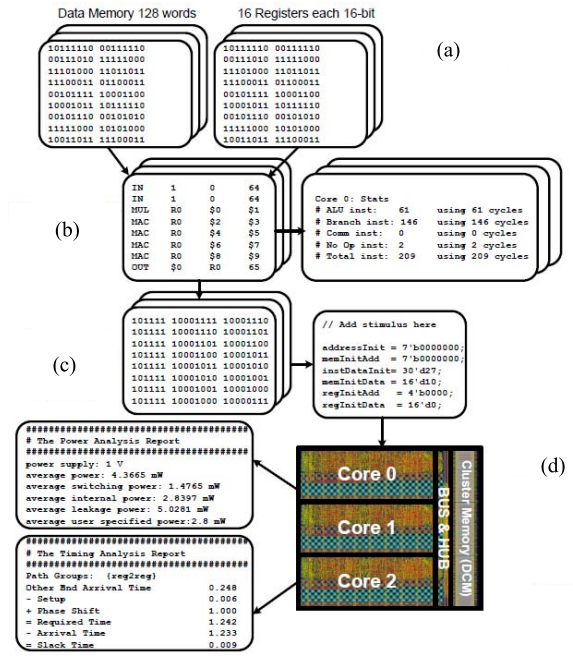 Data Memory 128 words
16 Registers each 16-bit
(a)
10111110 00111110
00111010 11111000
11101000 11011011
11100011 01100011
00101111 10001100
10001011 10111110
00101110 00101010
11111000 10101000
10011011 11100011
10111110 00111110
00111010 11111000
11101000 11011011
11100011 01100011
00101111 10001100
10001011 10111110
00101110 00101010
11111000 10101000
10011011 11100011
(b)
IN 1 0 64
IN 1 0 64
MUL R0 $0 $1
MAC R0 $2 $3
MAC R0 $4 $5
MAC R0 $6 $7
MAC R0 $8 $9
OUT $0 R0 65
Core 0: Stats
# ALU inst: 61 using 61 cycles
# Branch inst: 146 using 146 cycles
# Comm inst: 0 using 0 cycles
# No Op inst: 2 using 2 cycles
# Total inst: 209 using 209 cycles
(c)
101111 10001111 10001110
101111 10001110 10001101
101111 10001101 10001100
101111 10001100 10001011
101111 10001011 10001010
101111 10001010 10001001
101111 10001001 10001000
101111 10001000 10000111
// Add stimulus here
addressInit = 7'b0000000;
memInitAdd = 7'b0000000;
instDataInit= 30'd27;
memInitData = 16'd10;
regInitAdd = 4'b0000;
regInitData = 16'd0;
(d)
########################################
# The Power Analysis Report
########################################
power supply: 1 V
average power: 4.3665 mW
average switching power: 1.4765 mW
average internal power: 2.8397 mW
average leakage power: 5.0281 mW
average user specified power:2.8 mW
Core 0
Core 1
Core 2
BUS & HUB
Cluster Memory (DCM)
########################################
# The Timing Analysis Report
########################################
Path Groups: {reg2reg}
Other End Arrival Time 0.248
- Setup 0.006
+ Phase Shift 1.000
= Required Time 1.242
- Arrival Time 1.233
= Slack Time 0.009